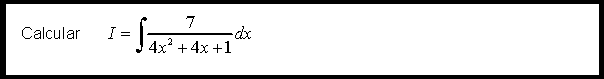 Calcular I = ∫ 7 / (4x² + 4x + 1) dx